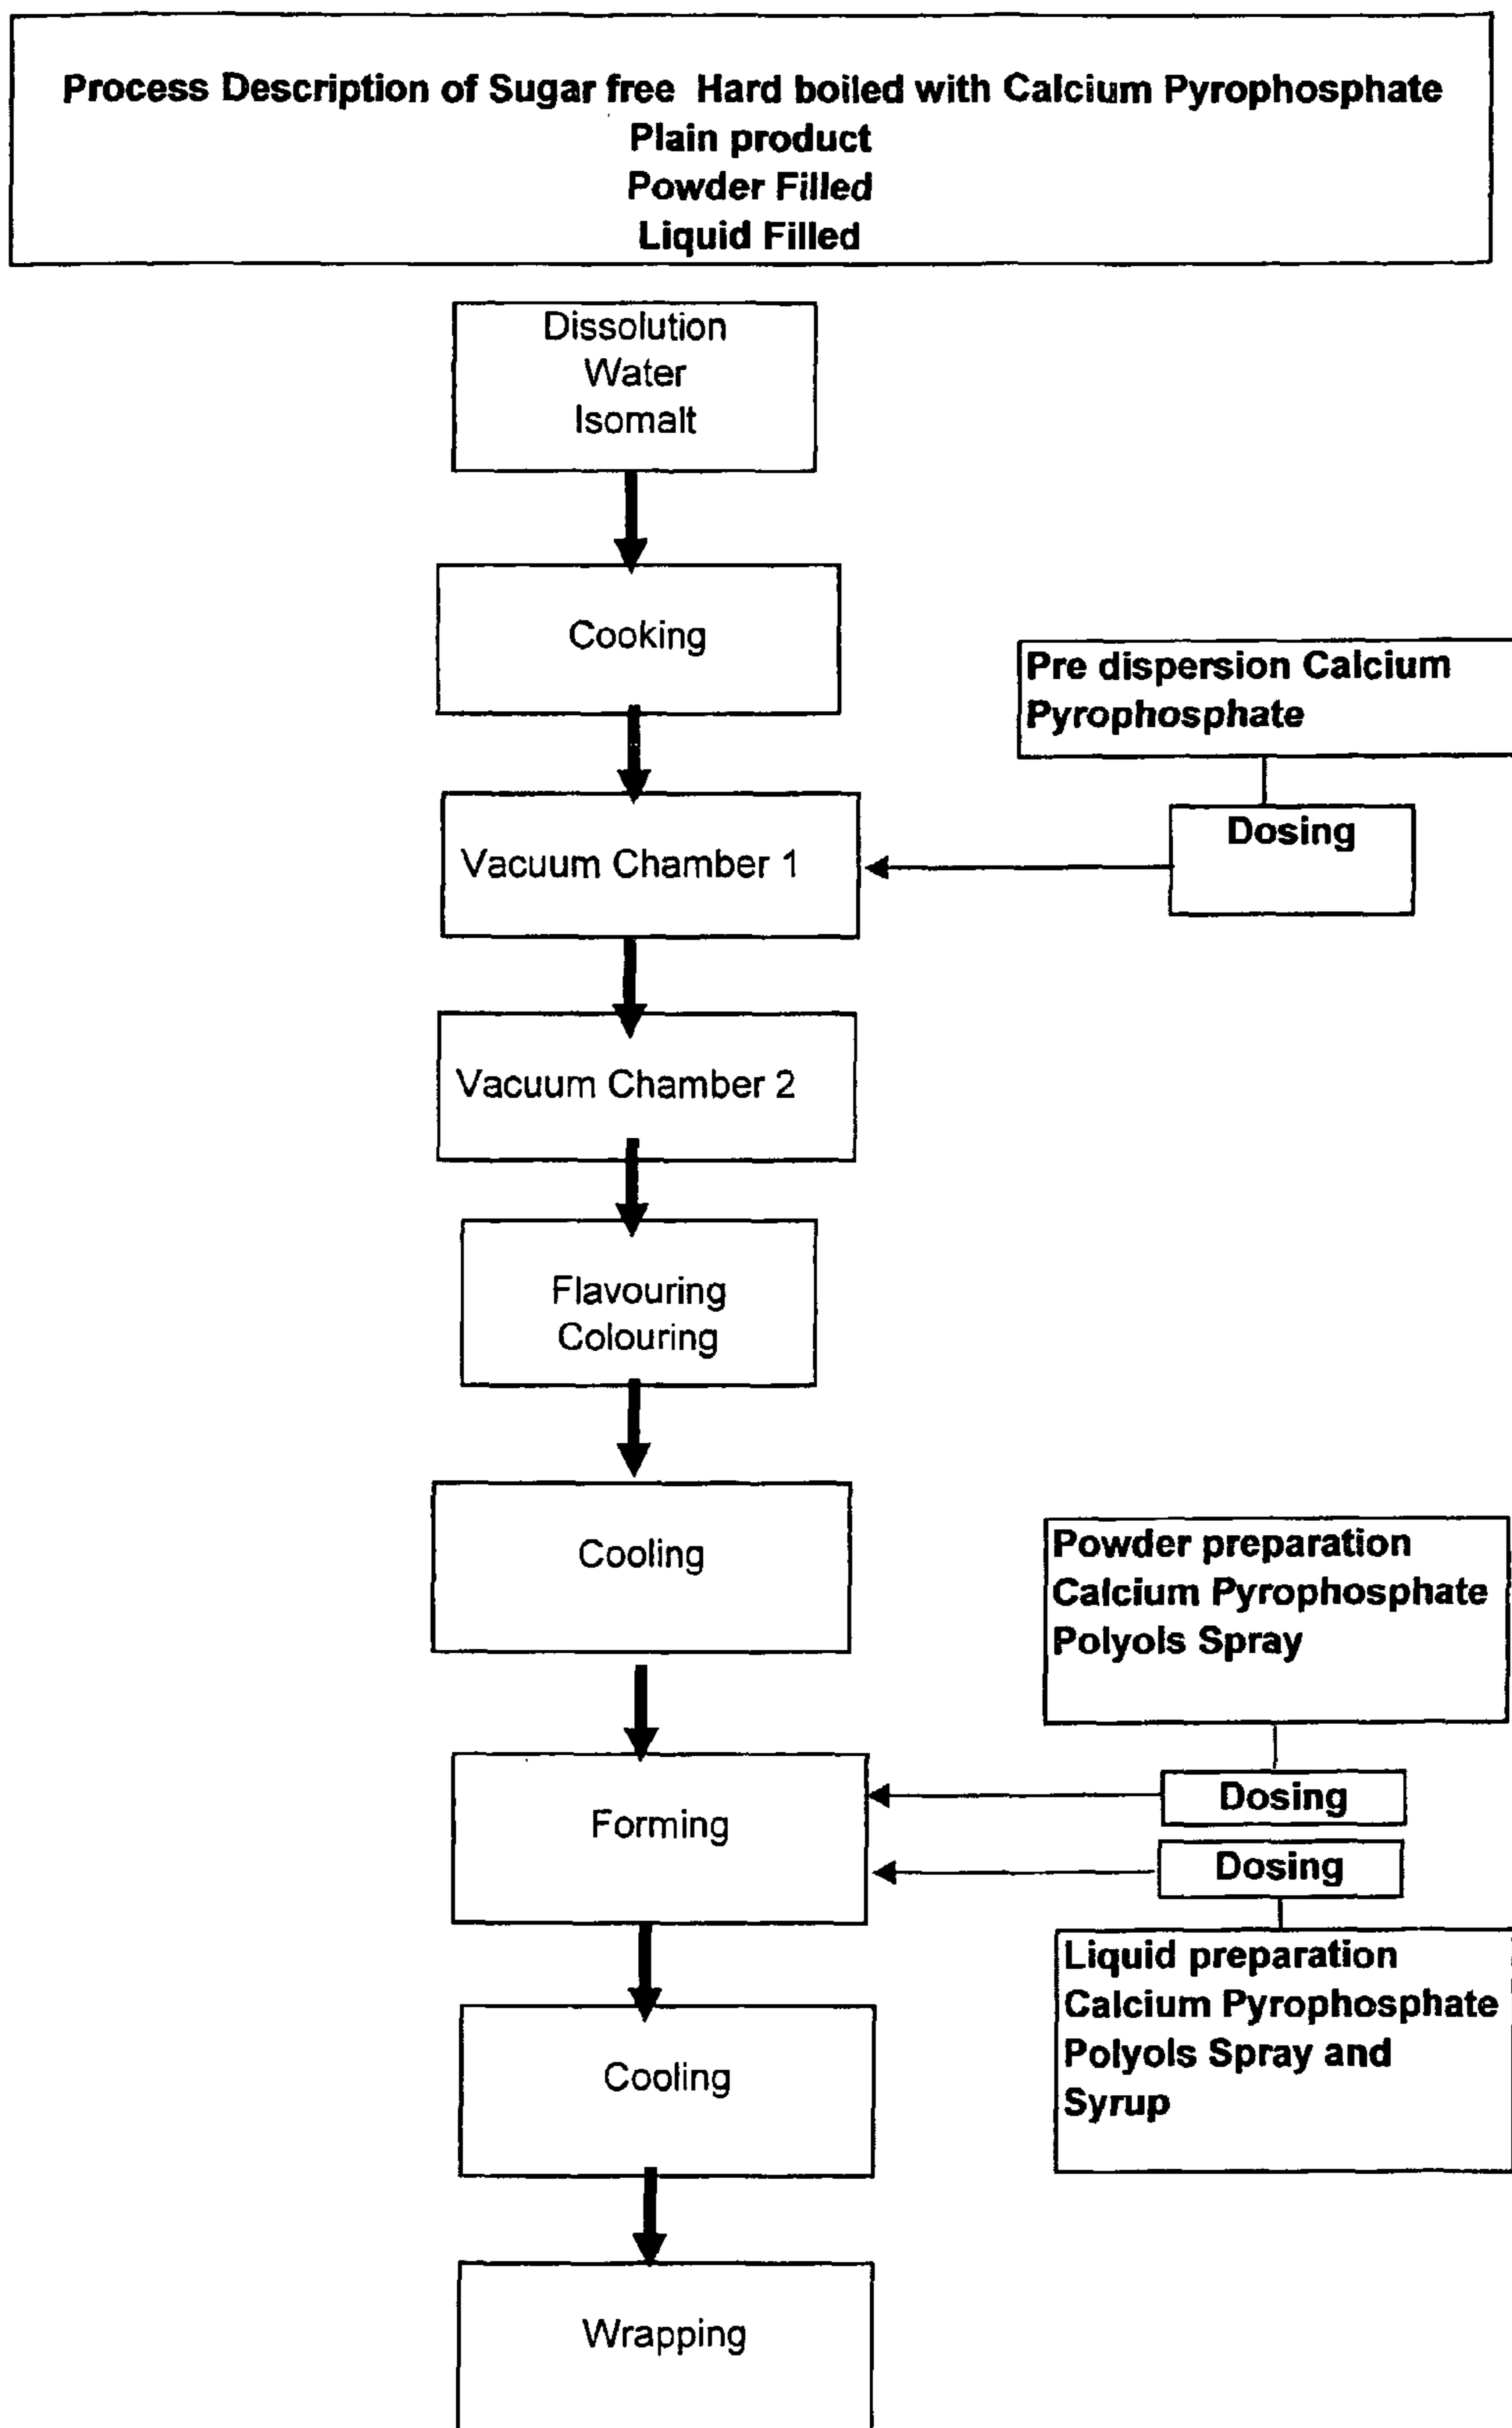 Process Description of Sugar free Hard boiled with Calcium Pyrophosphate
Plain product
Powder Filled
Liquid Filled
Dissolution
Water
Isomalt
Cooking
Pre dispersion Calcium
Pyrophosphate
Dosing
Vacuum Chamber 1
Vacuum Chamber 2
Flavouring
Colouring
Cooling
Powder preparation
Calcium Pyrophosphate
Polyols Spray
Dosing
Forming
Dosing
Liquid preparation
Calcium Pyrophosphate
Polyols Spray and
Syrup
Cooling
Wrapping